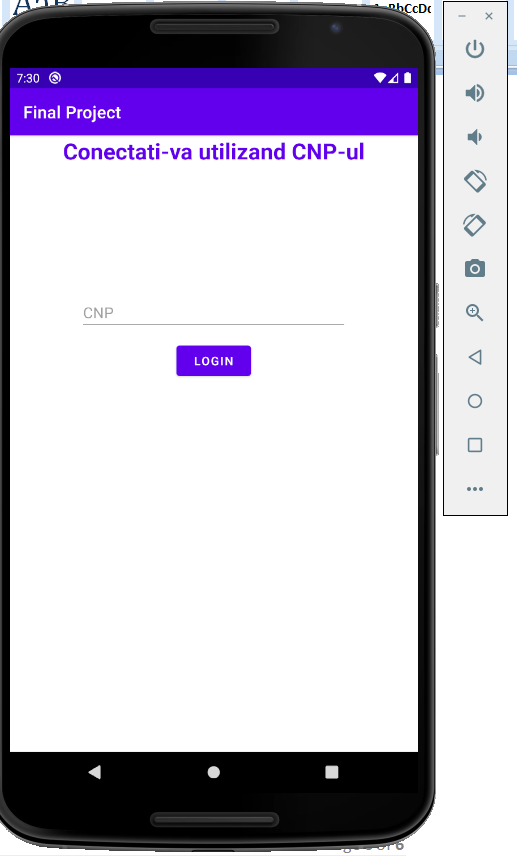 7:30
Final Project
Conectati-va utilizand CNP-ul
CNP
LOGIN